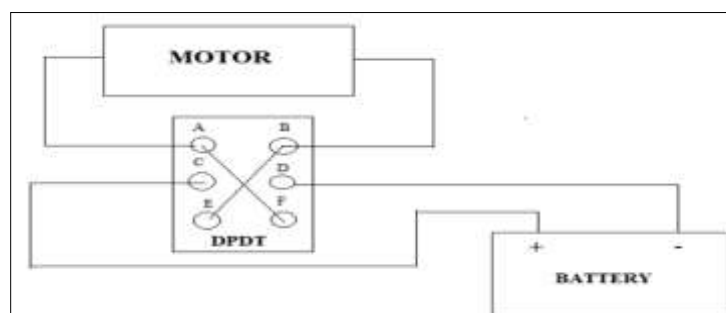 MOTOR
A B
C D
E F
DPDT
+ -
BATTERY